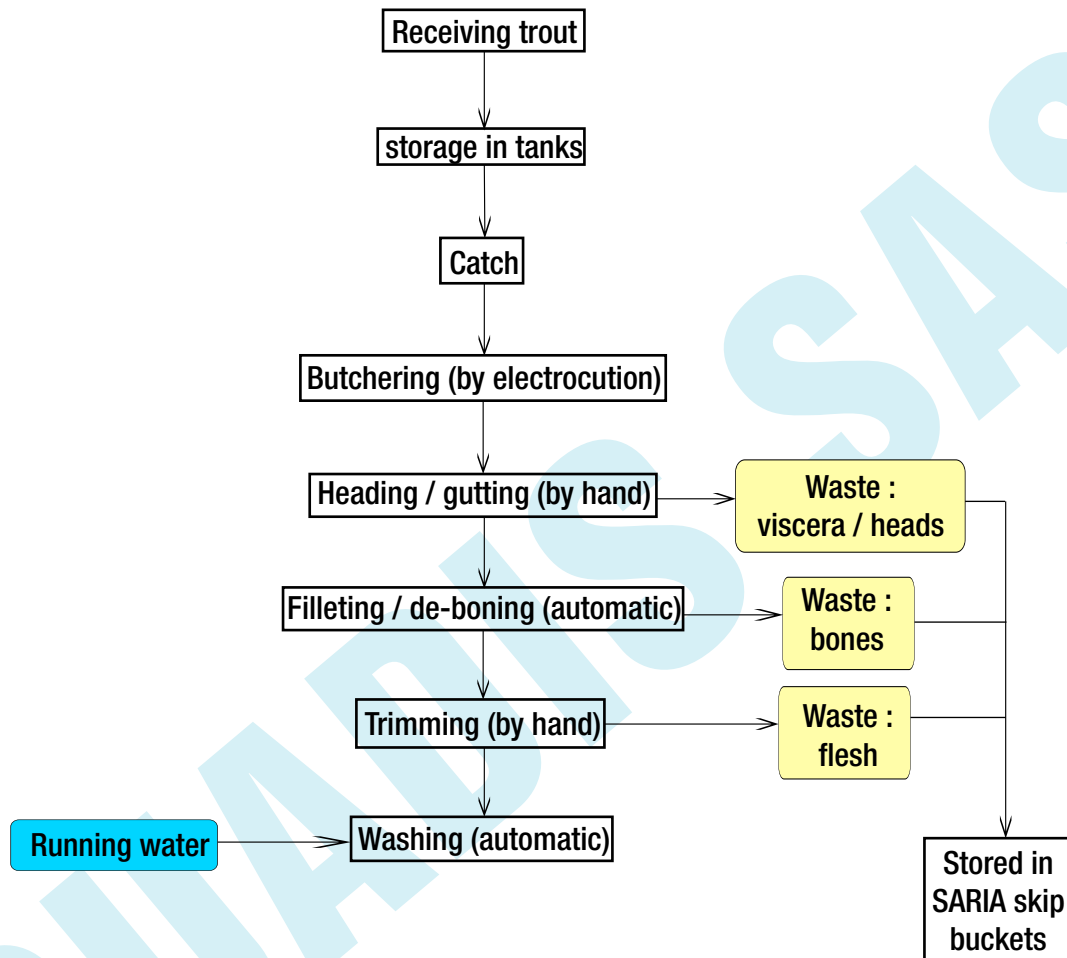 Receiving trout
storage in tanks
Catch
Butchering (by electrocution)
Heading / gutting (by hand)
Waste :
viscera / heads
Filleting / de-boning (automatic)
Waste :
bones
Trimming (by hand)
Waste :
flesh
Running water
Washing (automatic)
Stored in
SARIA skip
buckets